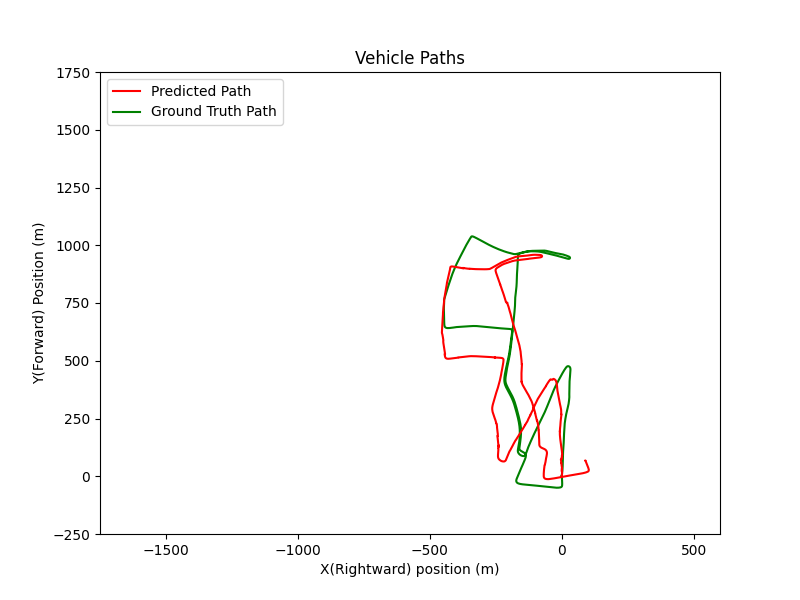 Vehicle Paths
Predicted Path
Ground Truth Path
1750
1500
1250
1000
750
500
250
0
−250
Y(Forward) Position (m)
−1500
−1000
−500
0
500
X(Rightward) position (m)